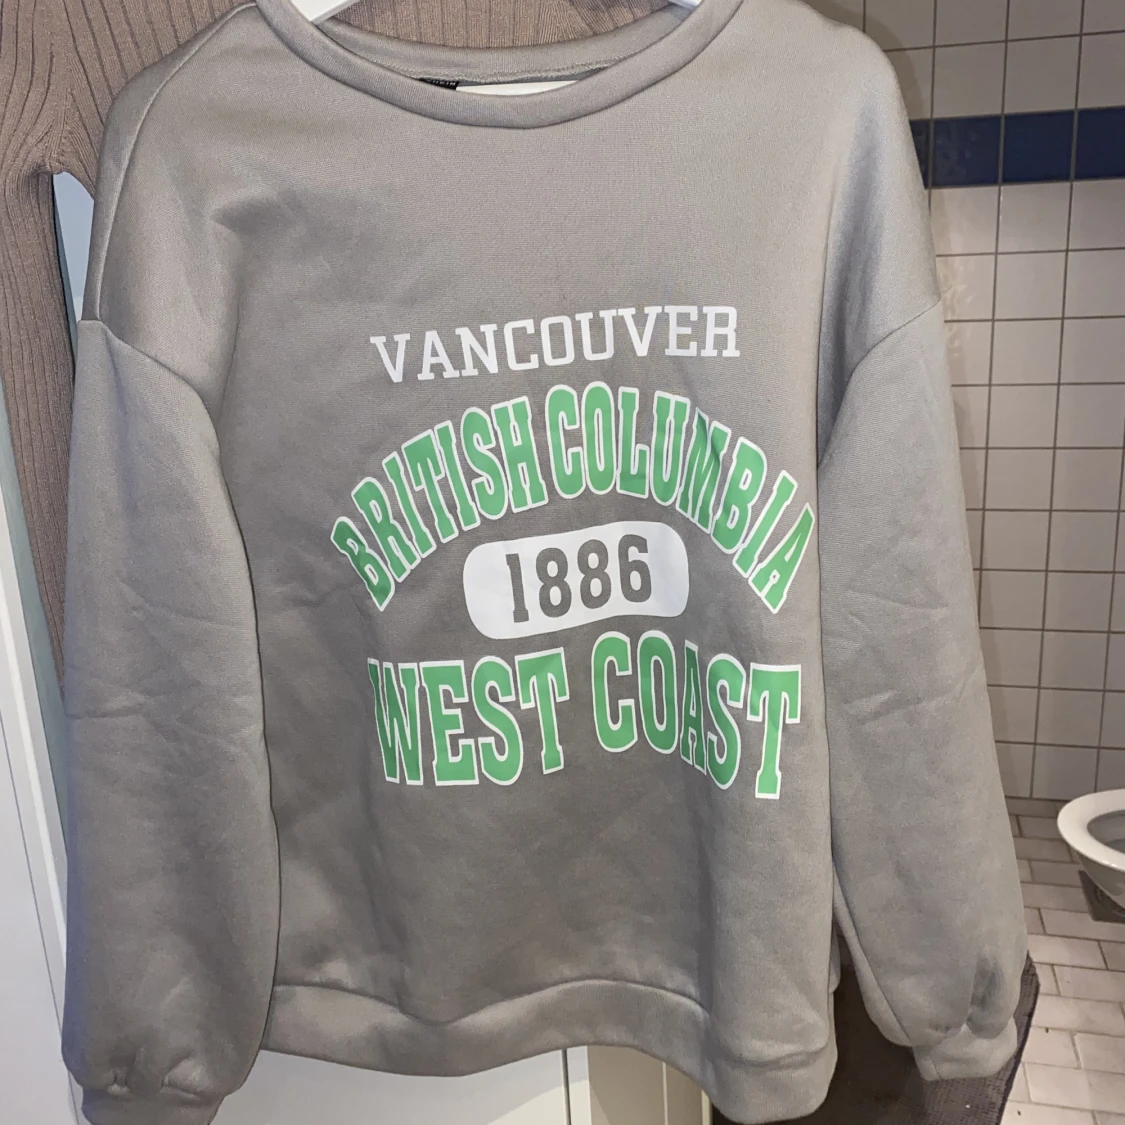 VANCOUVER
BRITISH COLUMBIA
1886
WEST COAST